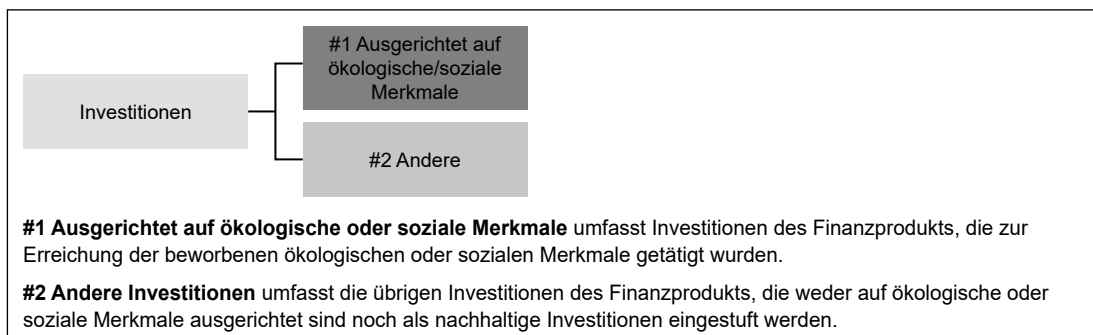 #1 Ausgerichtet auf
ökologische/soziale
Merkmale
Investitionen
#2 Andere
#1 Ausgerichtet auf ökologische oder soziale Merkmale umfasst Investitionen des Finanzprodukts, die zur
Erreichung der beworbenen ökologischen oder sozialen Merkmale getätigt wurden.
#2 Andere Investitionen umfasst die übrigen Investitionen des Finanzprodukts, die weder auf ökologische oder
soziale Merkmale ausgerichtet sind noch als nachhaltige Investitionen eingestuft werden.